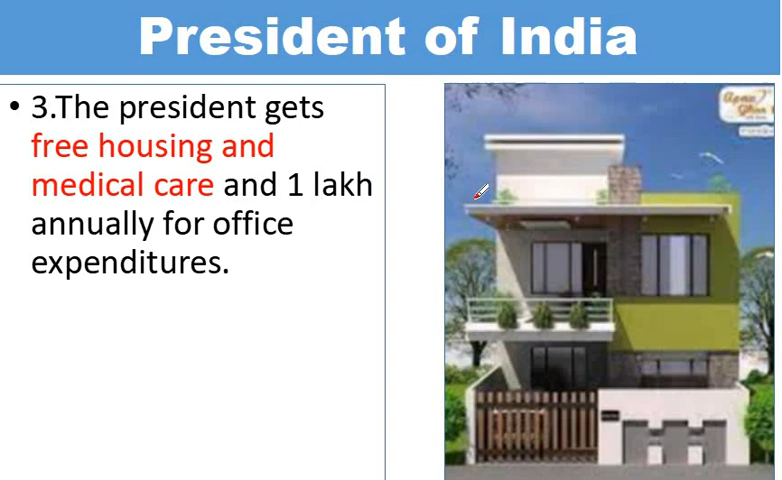 President of India
• 3.The president gets
free housing and
medical care and 1 lakh
annually for office
expenditures.